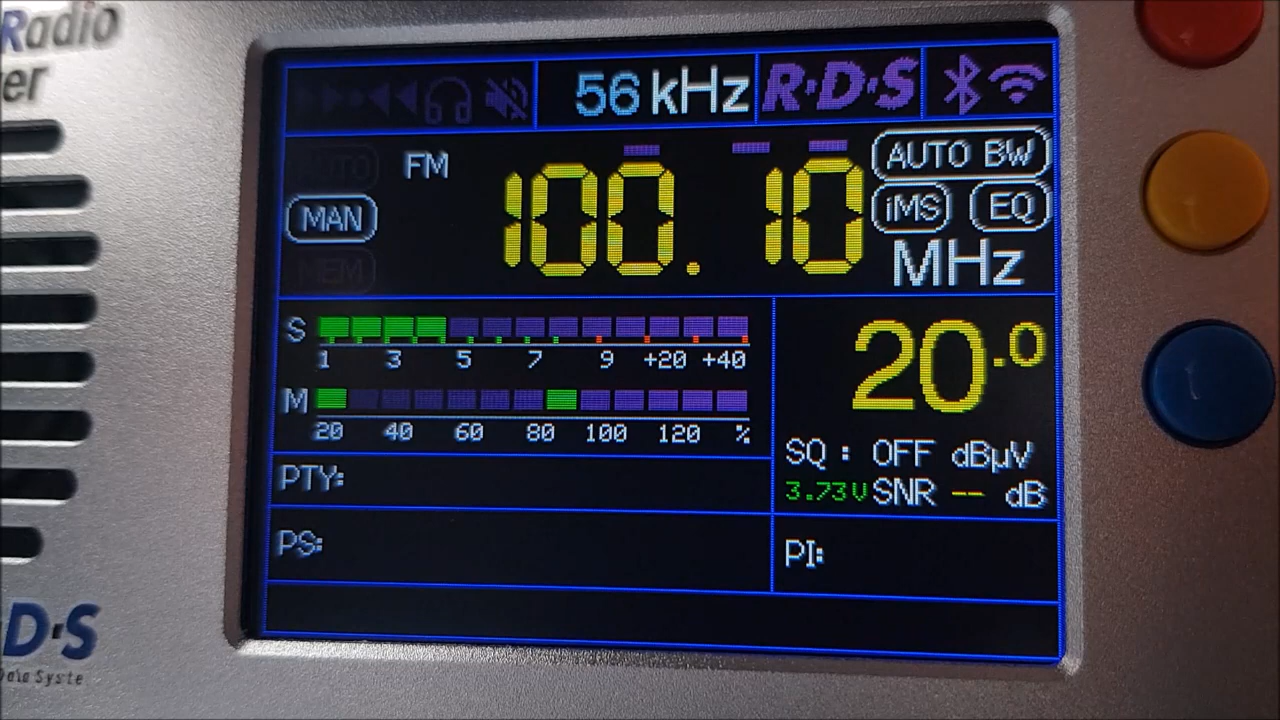 Radio
er
56 kHz R·D·S
AUTO
FM 100.10 AUTO BW
MAN iMS EQ
MEM MHz
S
1 3 5 7 9 +20 +40
20.0
M
20 40 60 80 100 120 %
SQ : OFF dBµV
PTY:
3.73V SNR -- dB
PS:
PI:
D·S
Data Syste